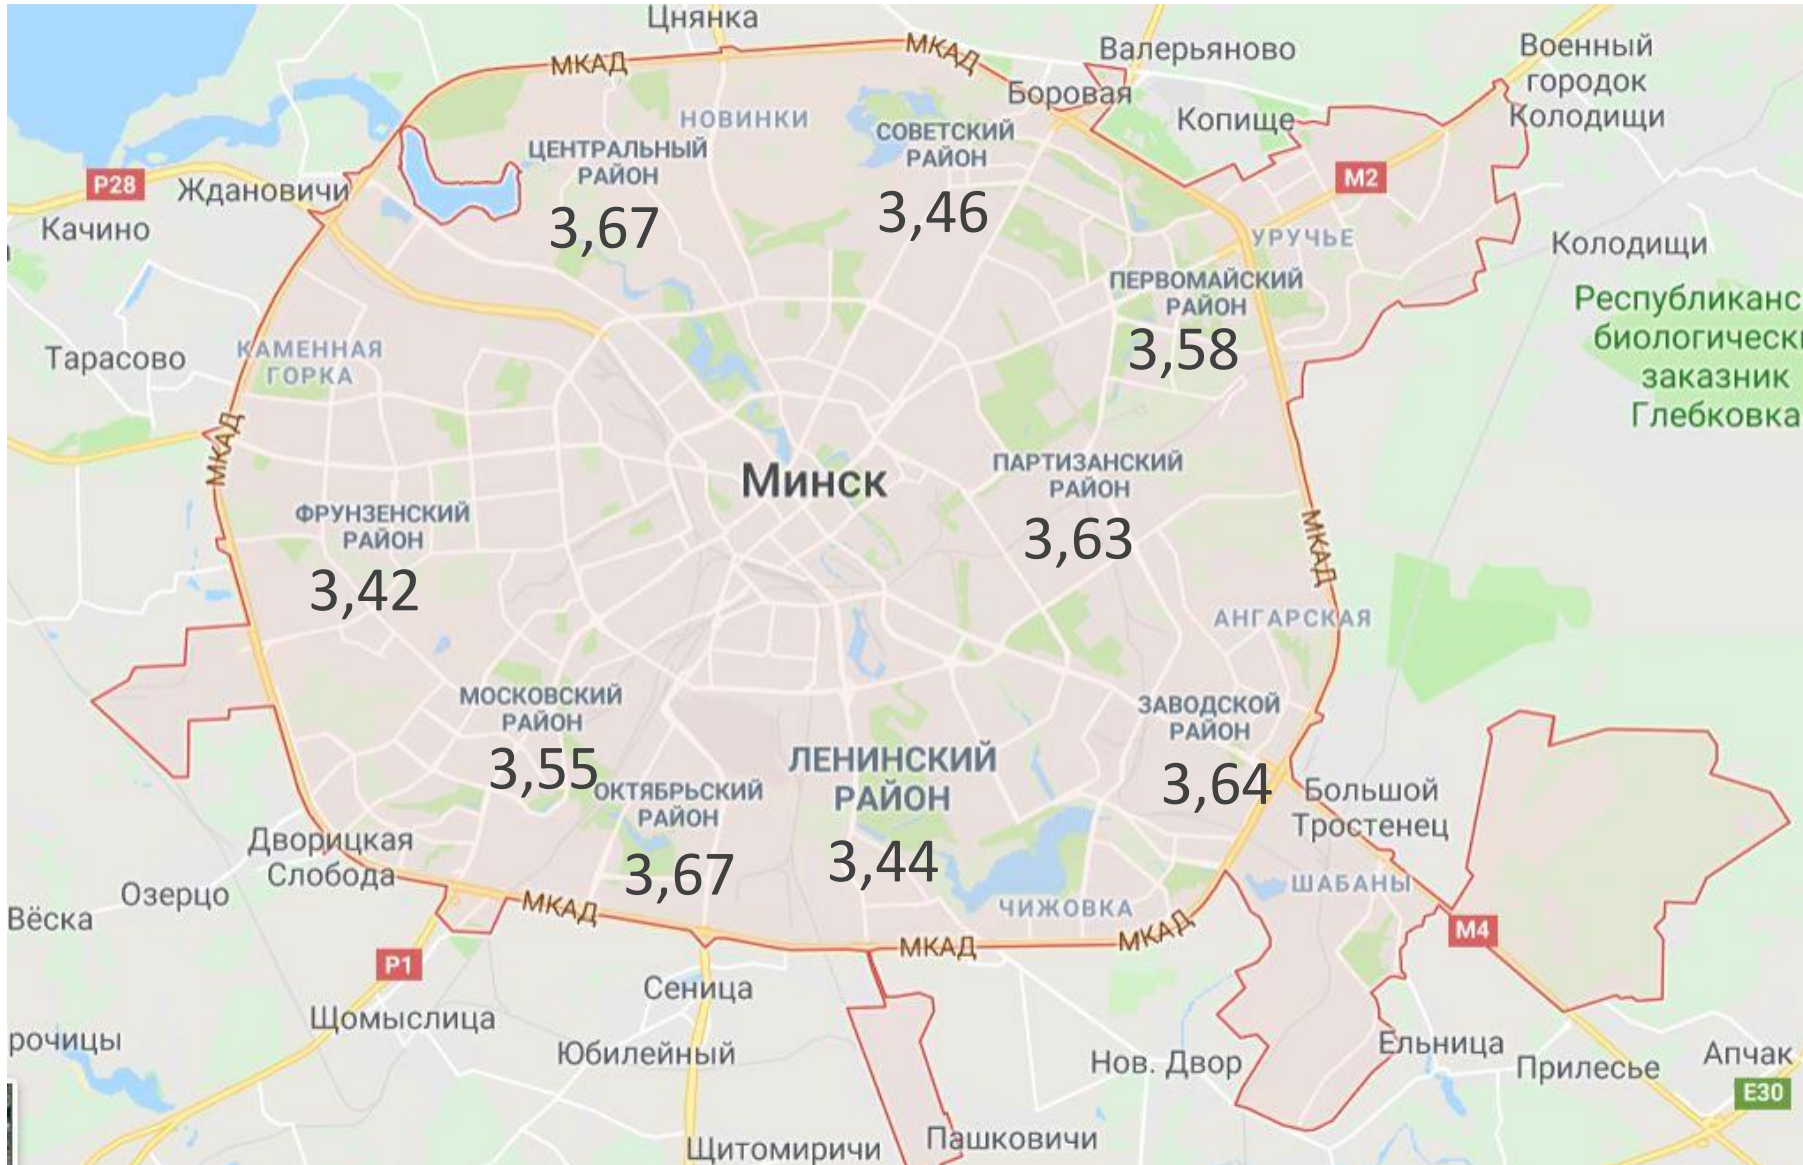 Цнянка
МКАД
МКАД
Валерьяново
Военный
городок
Колодищи
Боровая
Копище
НОВИНКИ
СОВЕТСКИЙ
РАЙОН
3,46
ЦЕНТРАЛЬНЫЙ
РАЙОН
3,67
P28
Ждановичи
M2
Качино
УРУЧЬЕ
Колодищи
ПЕРВОМАЙСКИЙ
РАЙОН
3,58
Республиканс
биологически
заказник
Глебковка
Тарасово
КАМЕННАЯ
ГОРКА
МКАД
Минск
ПАРТИЗАНСКИЙ
РАЙОН
3,63
ФРУНЗЕНСКИЙ
РАЙОН
3,42
МКАД
АНГАРСКАЯ
МОСКОВСКИЙ
РАЙОН
3,55
ЗАВОДСКОЙ
РАЙОН
3,64
ЛЕНИНСКИЙ
РАЙОН
3,44
ОКТЯБРЬСКИЙ
РАЙОН
3,67
Большой
Тростенец
Дворицкая
Слобода
Озерцо
ШАБАНЫ
Вёска
МКАД
ЧИЖОВКА
МКАД
МКАД
M4
P1
Сеница
Щомыслица
рочицы
Юбилейный
Нов. Двор
Ельница
Прилесье
Апчак
E30
Щитомиричи
Пашковичи